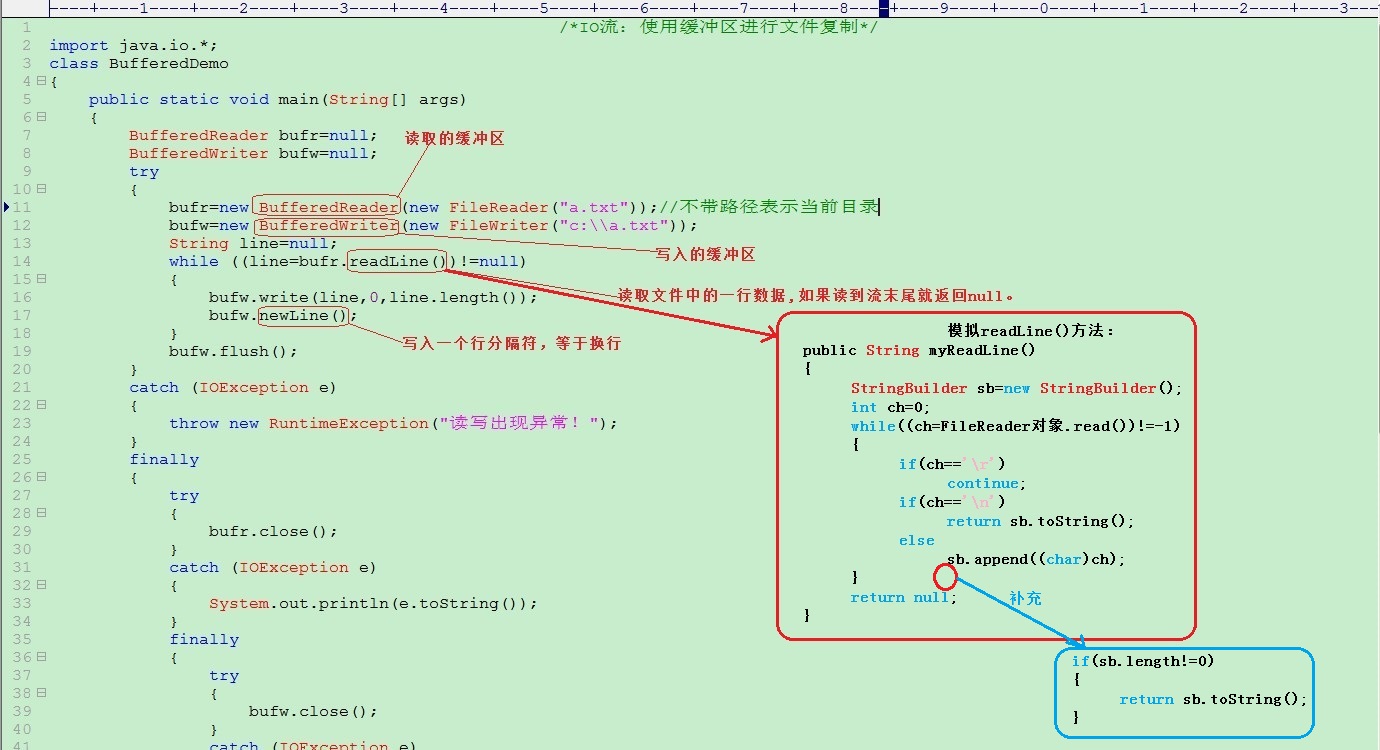 ----+----1----+----2----+----3----+----4----+----5----+----6----+----7----+----8----+----9----+----0----+----1----+----2----+----3---
1 /*IO流：使用缓冲区进行文件复制*/
2 import java.io.*;
3 class BufferedDemo
4 {
5 public static void main(String[] args)
6 {
7 BufferedReader bufr=null;
读取的缓冲区
8 BufferedWriter bufw=null;
9 try
10 {
11 bufr=new BufferedReader(new FileReader("a.txt"));//不带路径表示当前目录
12 bufw=new BufferedWriter(new FileWriter("c:\\a.txt"));
13 String line=null;
写入的缓冲区
14 while ((line=bufr.readLine())!=null)
15 {
16 bufw.write(line,0,line.length());
读取文件中的一行数据,如果读到流末尾就返回null。
17 bufw.newLine();
18 }
写入一个行分隔符，等于换行
19 bufw.flush();
20 }
21 catch (IOException e)
22 {
23 throw new RuntimeException("读写出现异常！");
24 }
25 finally
26 {
27 try
28 {
29 bufr.close();
30 }
31 catch (IOException e)
32 {
33 System.out.println(e.toString());
34 }
35 finally
36 {
37 try
38 {
39 bufw.close();
40 }
41 catch (IOException e)
模拟readLine()方法：
public String myReadLine()
{
StringBuilder sb=new StringBuilder();
int ch=0;
while((ch=FileReader对象.read())!=-1)
{
if(ch=='\r')
continue;
if(ch=='\n')
return sb.toString();
else
sb.append((char)ch);
}
return null;
}
补充
if(sb.length!=0)
{
return sb.toString();
}